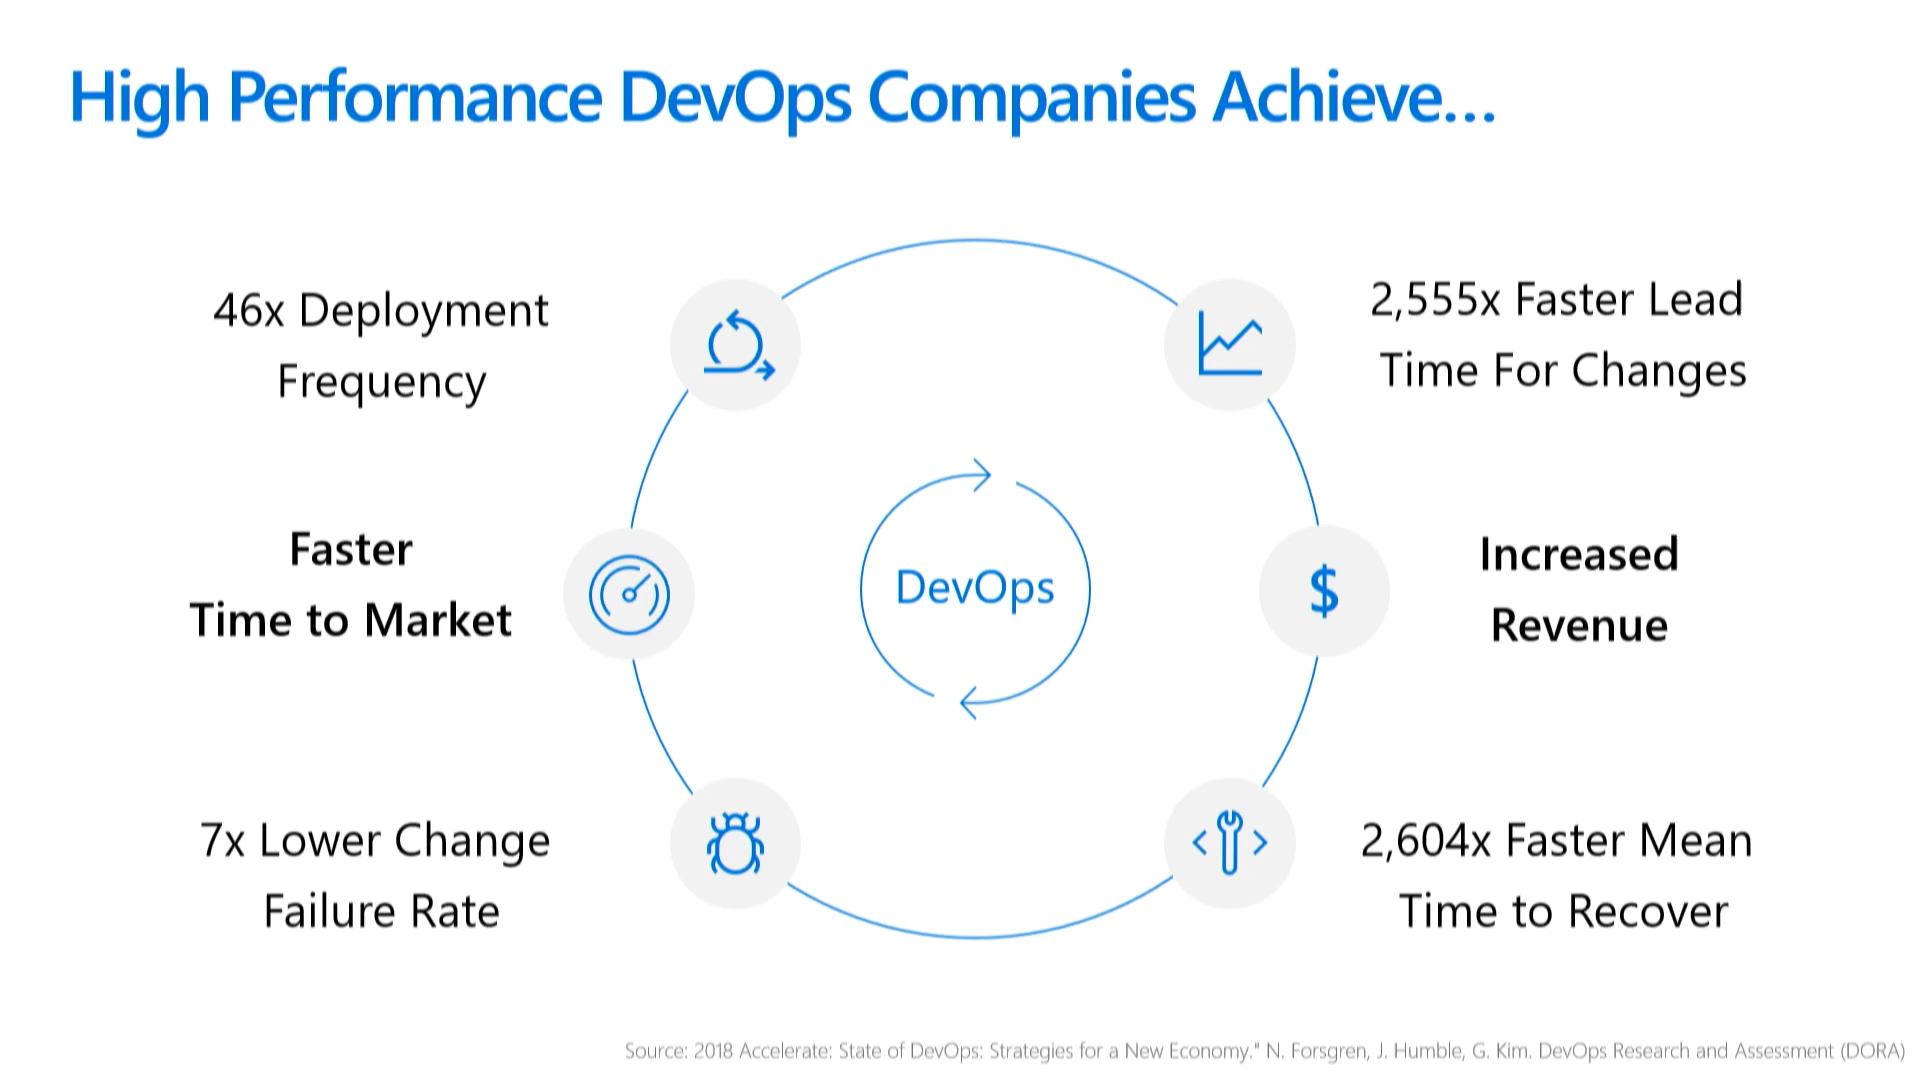 High Performance DevOps Companies Achieve...
46x Deployment
Frequency
2,555x Faster Lead
Time For Changes
Faster
Time to Market
DevOps
$
Increased
Revenue
7x Lower Change
Failure Rate
2,604x Faster Mean
Time to Recover
Source: 2018 Accelerate: State of DevOps: Strategies for a New Economy." N. Forsgren, J. Humble, G. Kim. DevOps Research and Assessment (DORA)